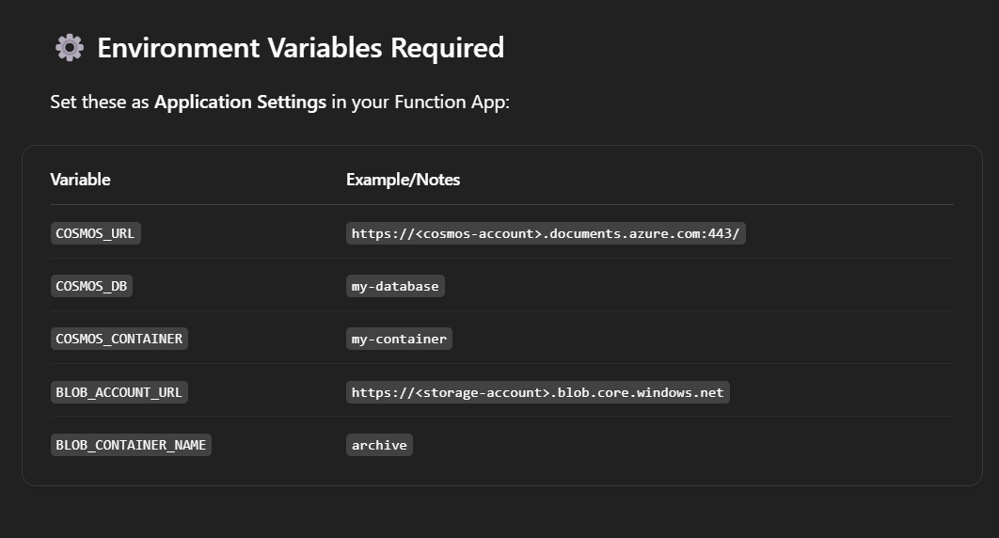 Environment Variables Required
Set these as Application Settings in your Function App:
Variable Example/Notes
COSMOS_URL https://<cosmos-account>.documents.azure.com:443/
COSMOS_DB my-database
COSMOS_CONTAINER my-container
BLOB_ACCOUNT_URL https://<storage-account>.blob.core.windows.net
BLOB_CONTAINER_NAME archive